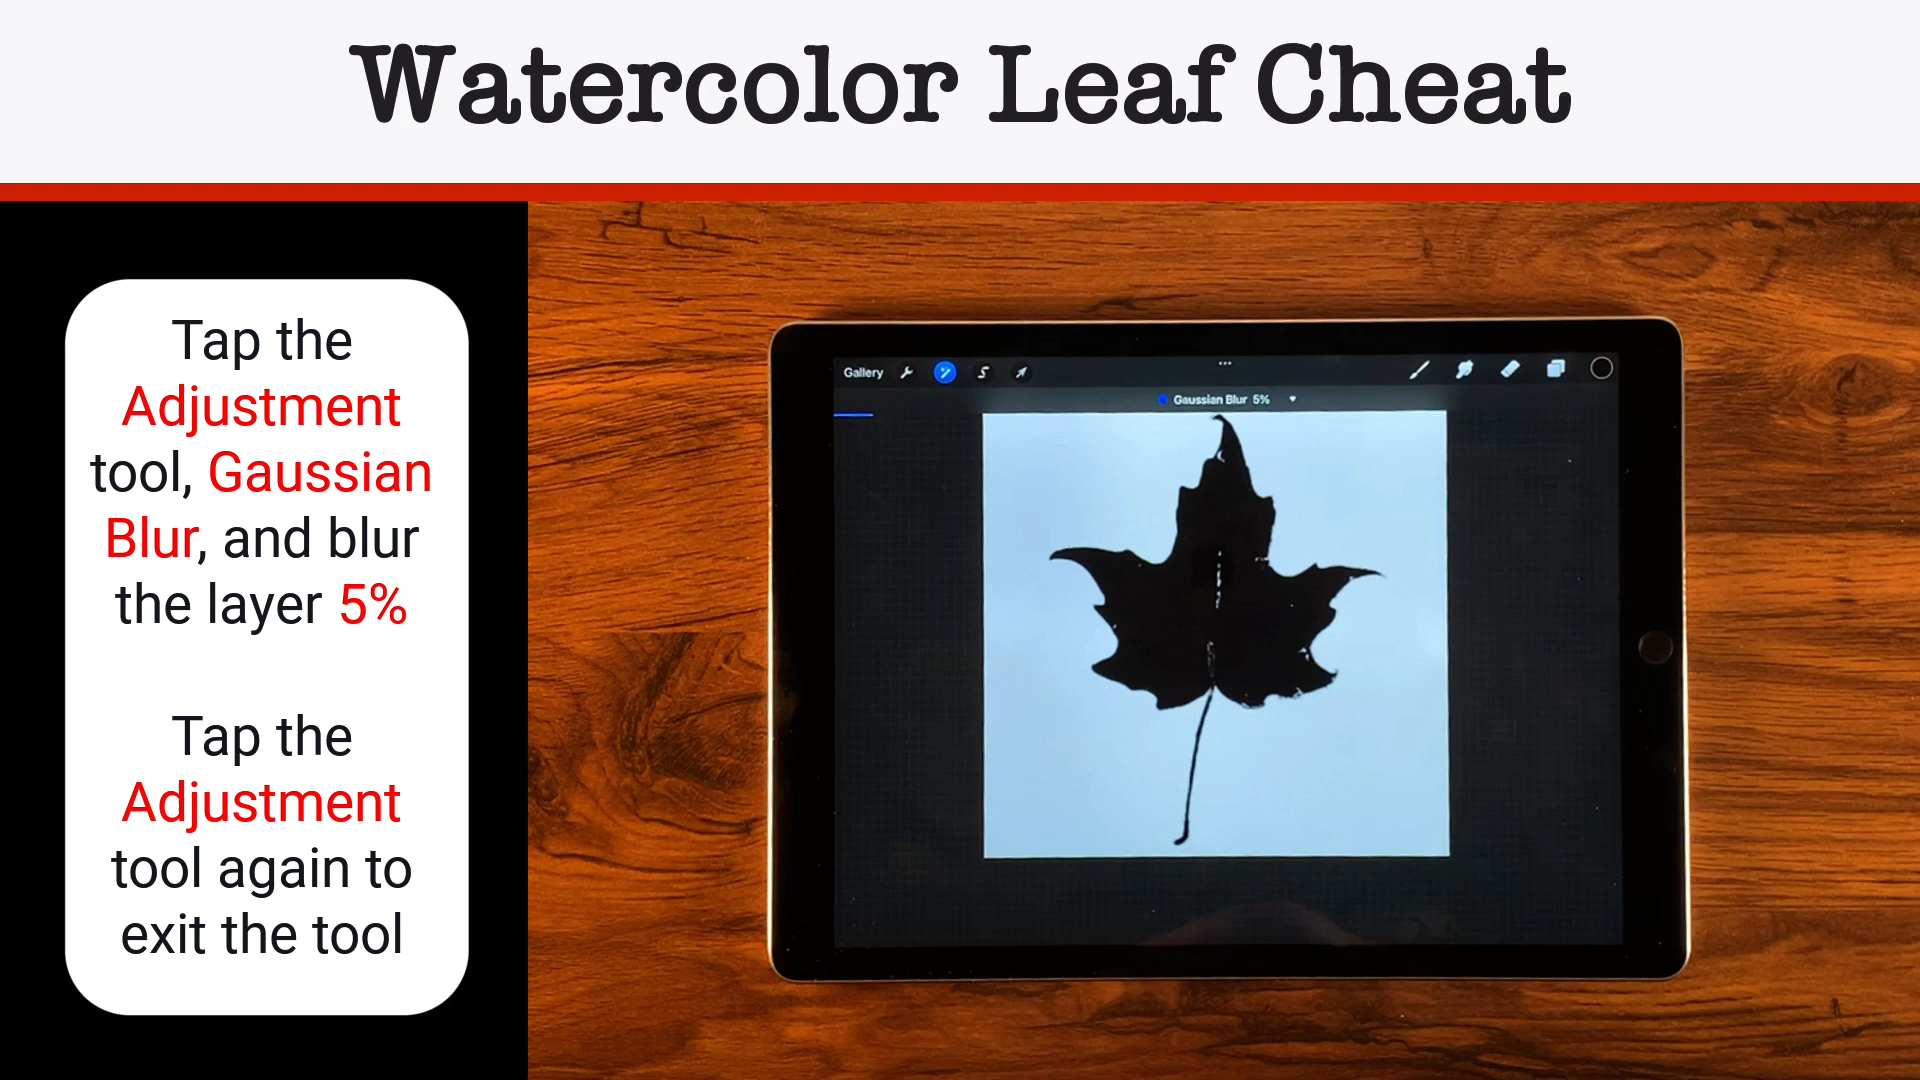 Watercolor Leaf Cheat
Tap the
Adjustment
tool, Gaussian
Blur, and blur
the layer 5%
Tap the
Adjustment
tool again to
exit the tool
Gallery
Gaussian Blur 5%